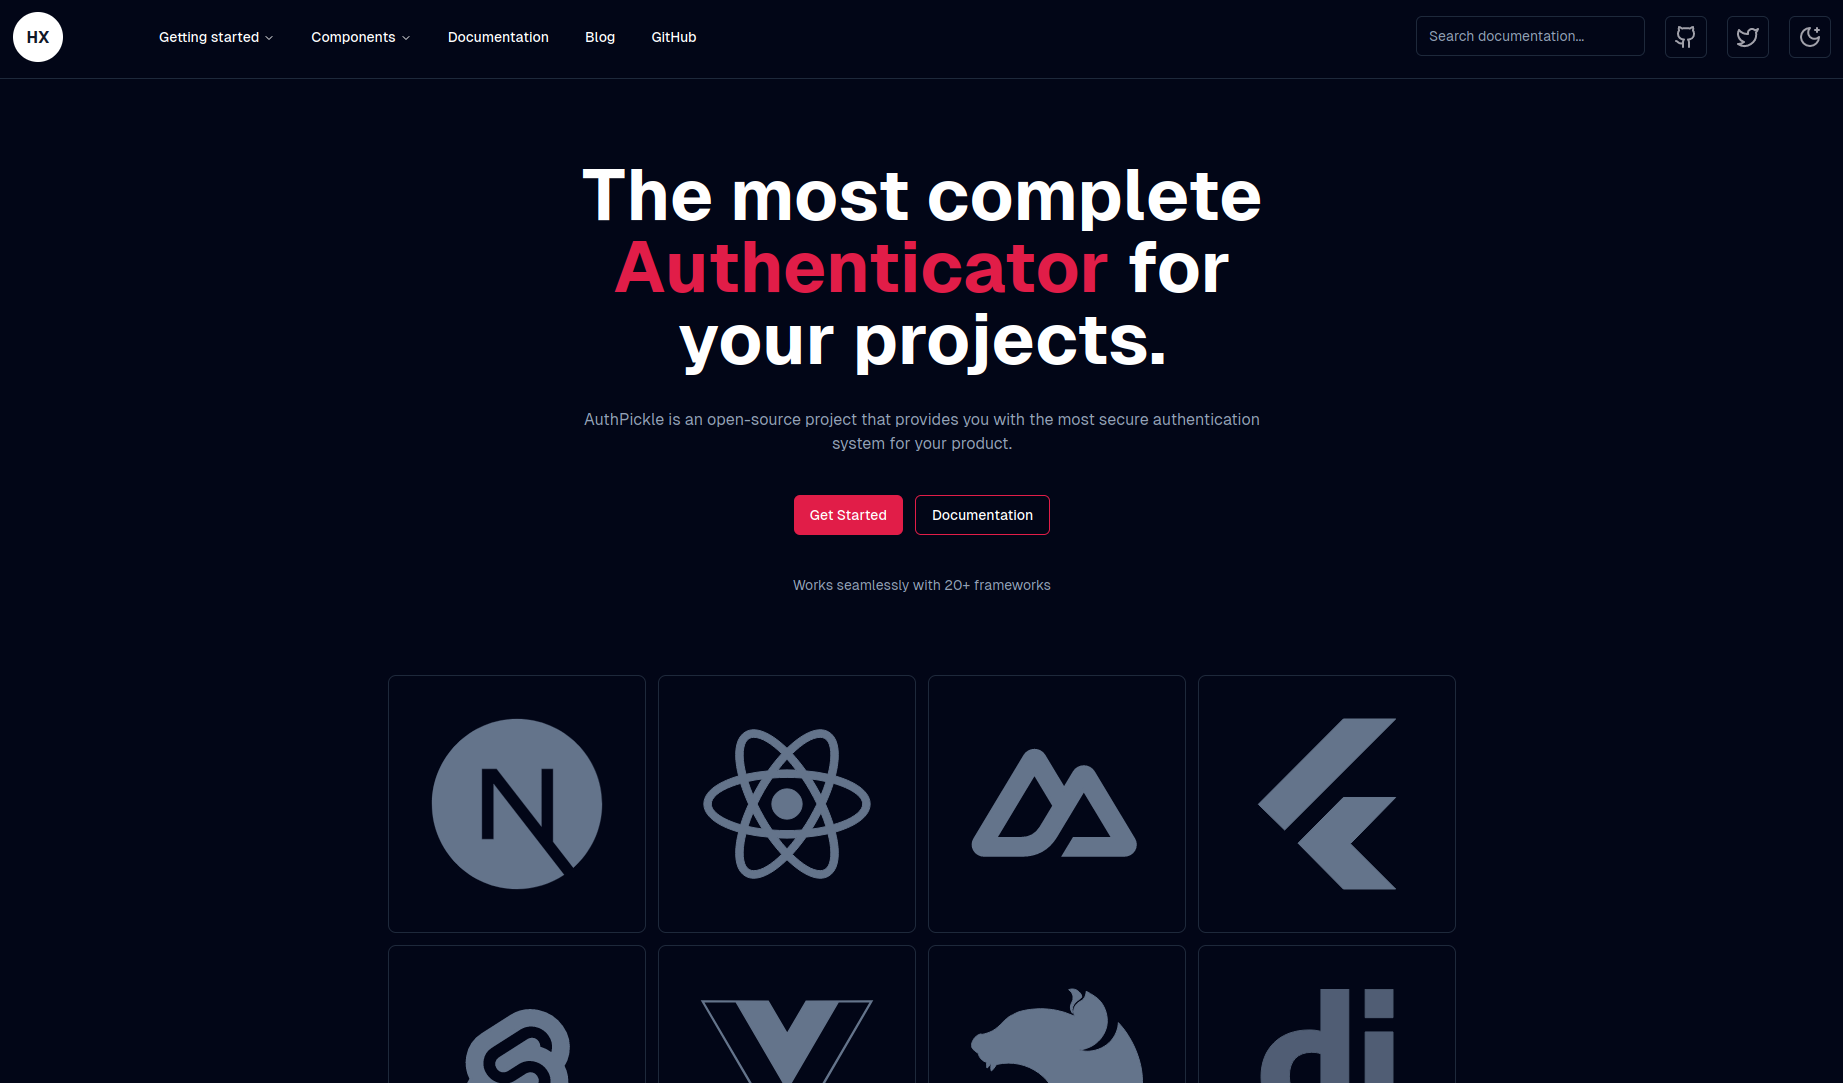 HX
Getting started
Components
Documentation
Blog
GitHub
Search documentation...
The most complete
Authenticator for
your projects.
AuthPickle is an open-source project that provides you with the most secure authentication
system for your product.
Get Started
Documentation
Works seamlessly with 20+ frameworks
N
dj